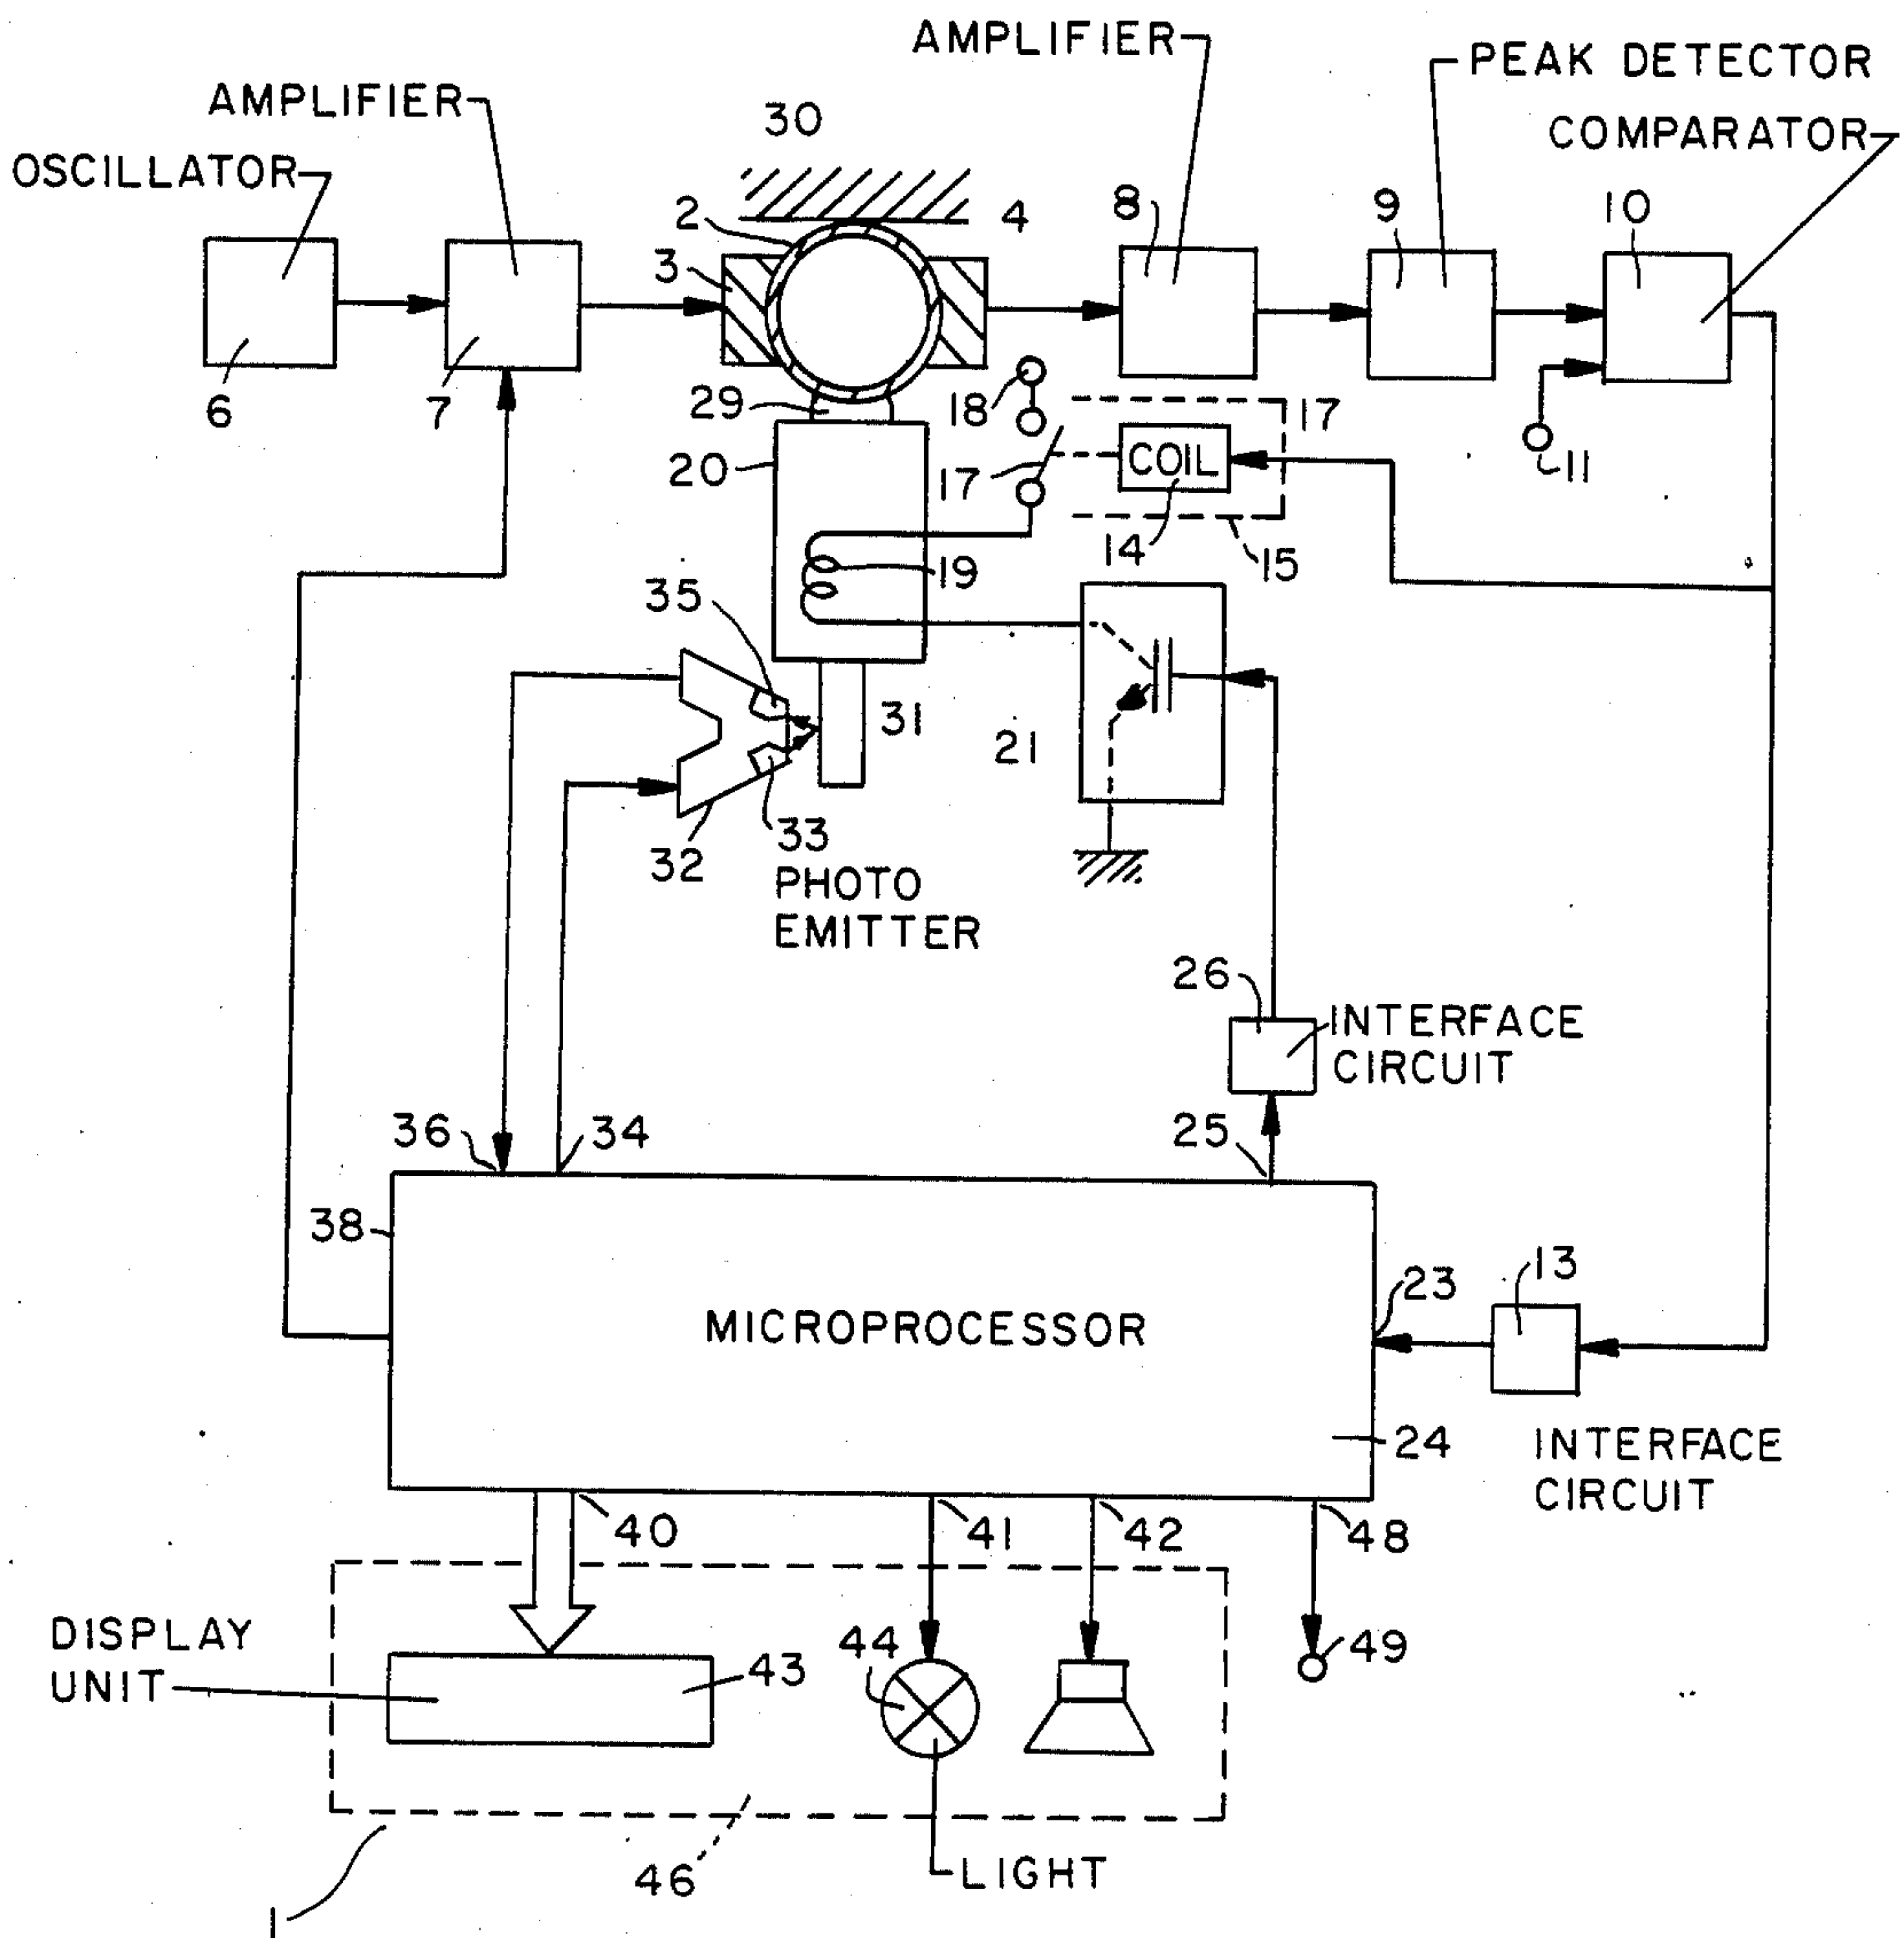 AMPLIFIER
PEAK DETECTOR
AMPLIFIER
30
COMPARATOR
OSCILLATOR
2
4
8
9
10
3
6
7
29
18
17
11
20
17
COIL
14
15
19
35
31
21
33
32
PHOTO
EMITTER
26
INTERFACE
CIRCUIT
36
34
25
38
13
23
MICROPROCESSOR
24
INTERFACE
CIRCUIT
40
41
42
48
DISPLAY
UNIT
43
44
49
46
LIGHT
1